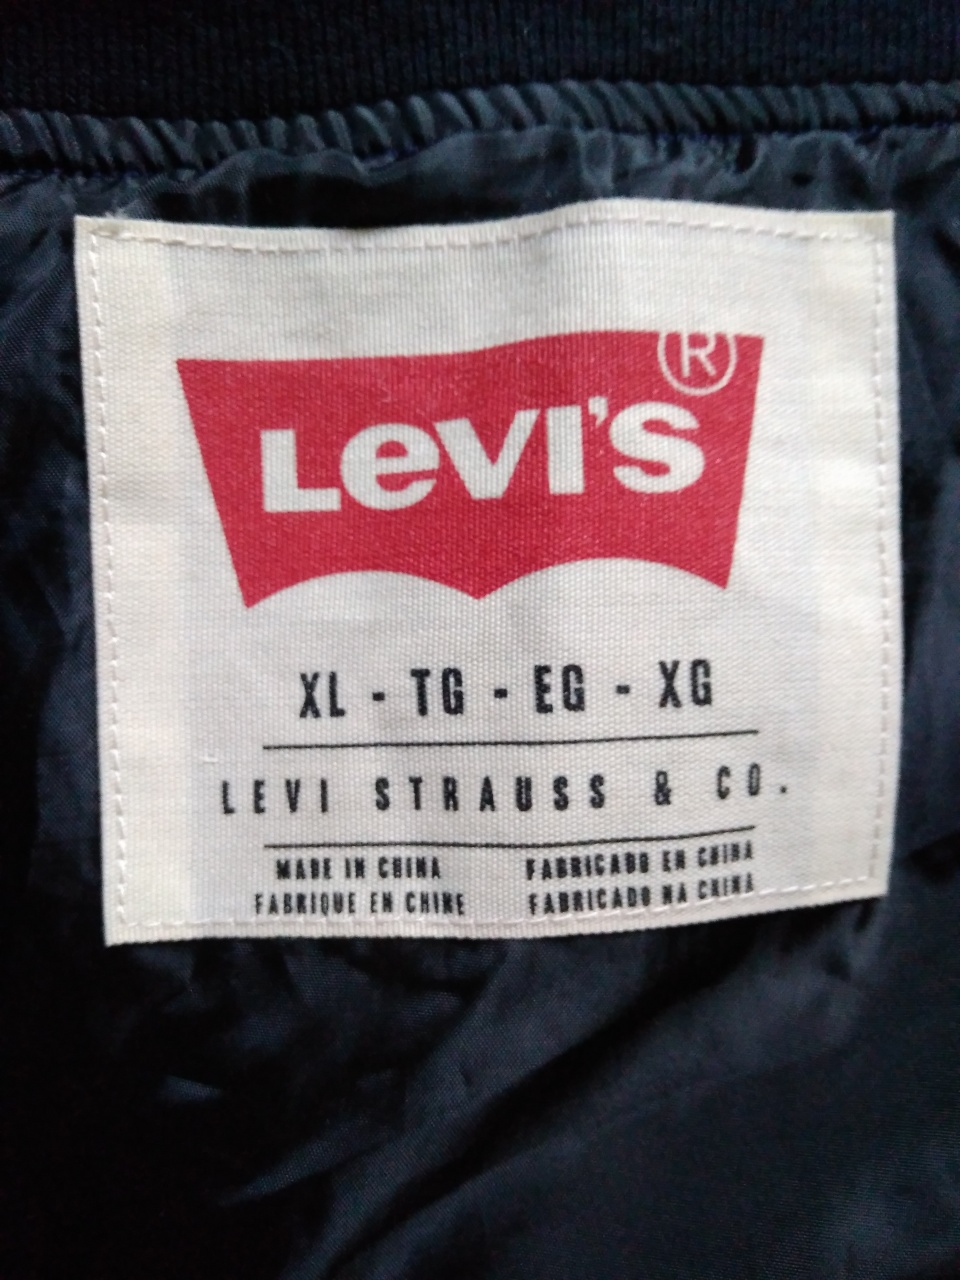 ®
Levi's
XL - TG - EG - XG
LEVI STRAUSS & CO.
MADE IN CHINA
FABRIQUE EN CHINE
FABRICADO EN CHINA
FABRICADO NA CHINA